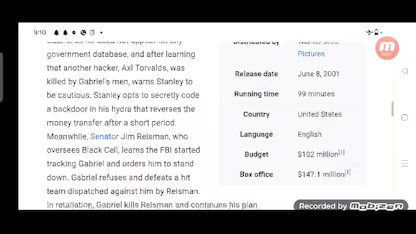 9:10
government database, and after learning
that another hacker, Axl Torvalds, was
killed by Gabriel's men, warns Stanley to
be cautious. Stanley opts to secretly code
a backdoor in his hydra that reverses the
money transfer after a short period.
Meanwhile, Senator Jim Reisman, who
oversees Black Cell, learns the FBI started
tracking Gabriel and orders him to stand
down. Gabriel refuses and defeats a hit
team dispatched against him by Reisman.
In retaliation, Gabriel kills Reisman and continues his plan.
Distributed by
Pictures
Release date June 8, 2001
Running time 99 minutes
Country United States
Language English
Budget $102 million[1]
Box office $147.1 million
Recorded by Mobizen